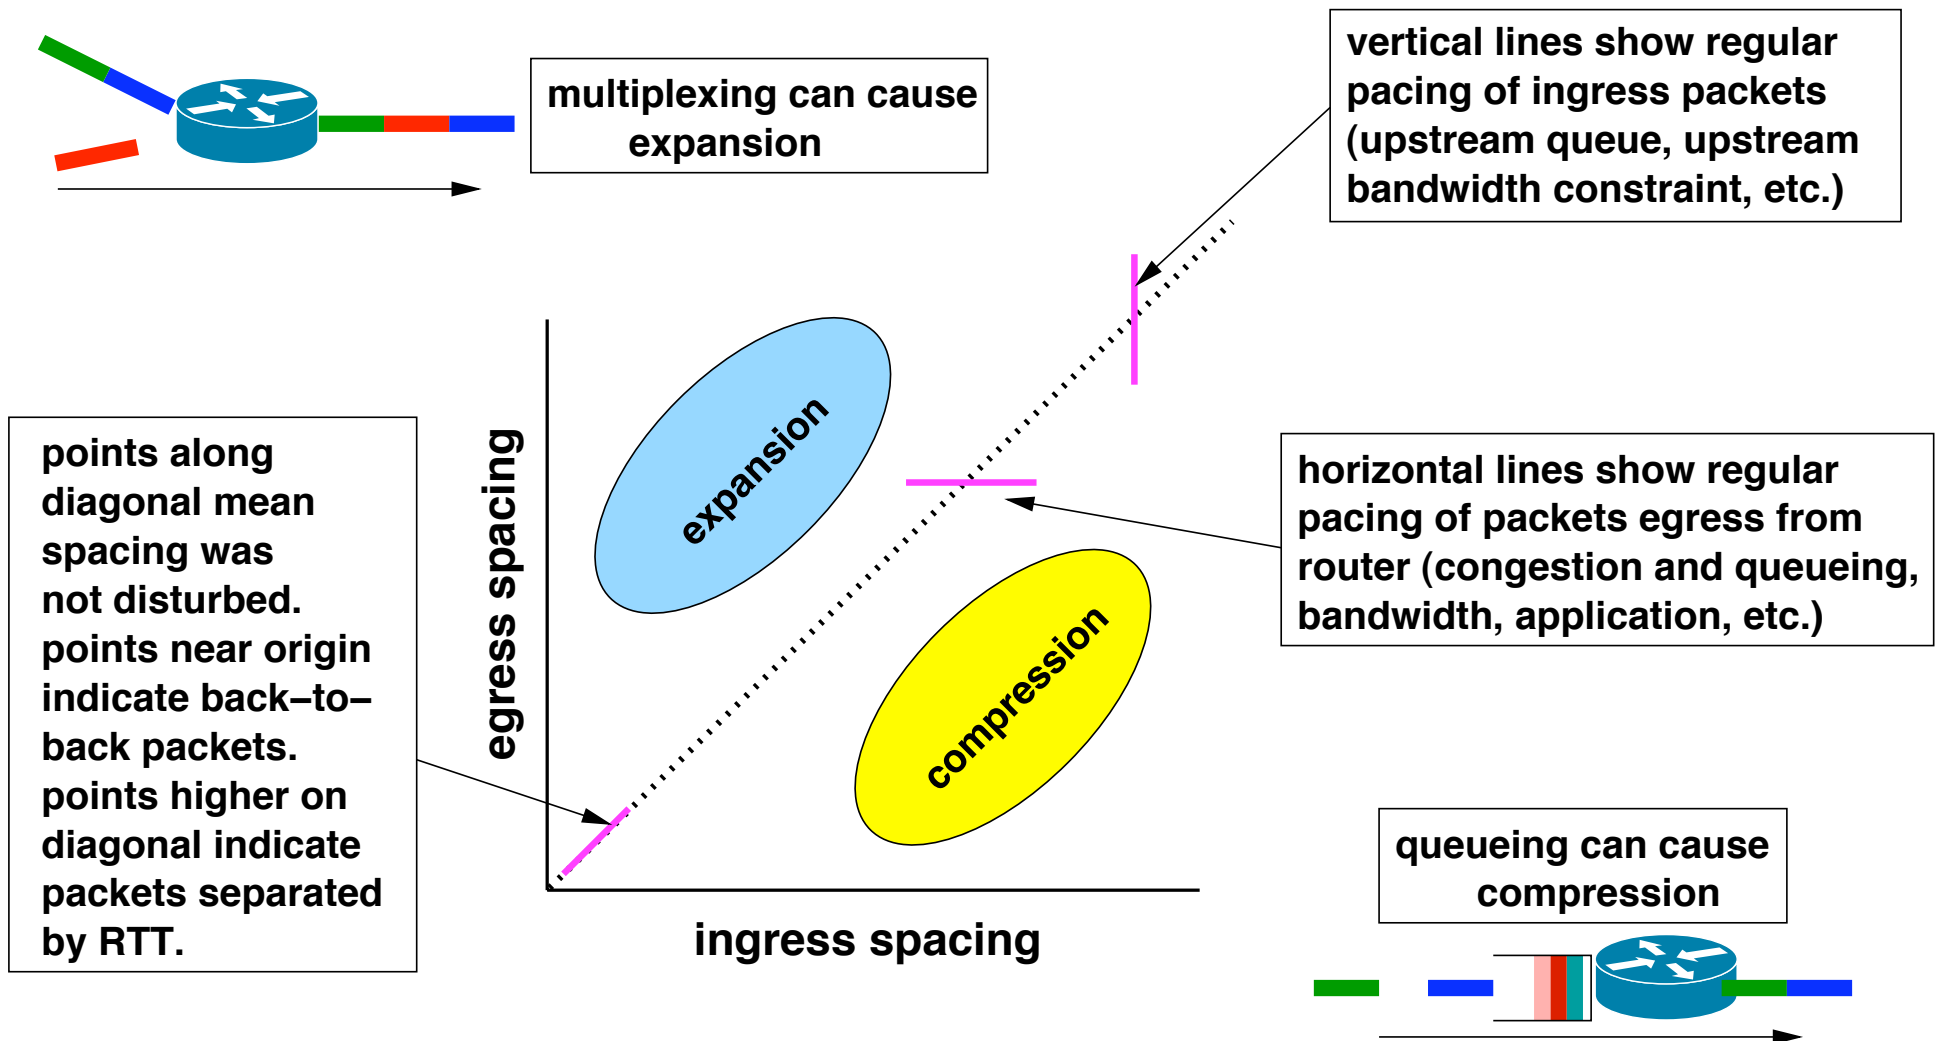 multiplexing can cause
expansion
vertical lines show regular
pacing of ingress packets
(upstream queue, upstream
bandwidth constraint, etc.)
points along
diagonal mean
spacing was
not disturbed.
points near origin
indicate back–to–
back packets.
points higher on
diagonal indicate
packets separated
by RTT.
egress spacing
expansion
compression
horizontal lines show regular
pacing of packets egress from
router (congestion and queueing,
bandwidth, application, etc.)
ingress spacing
queueing can cause
compression